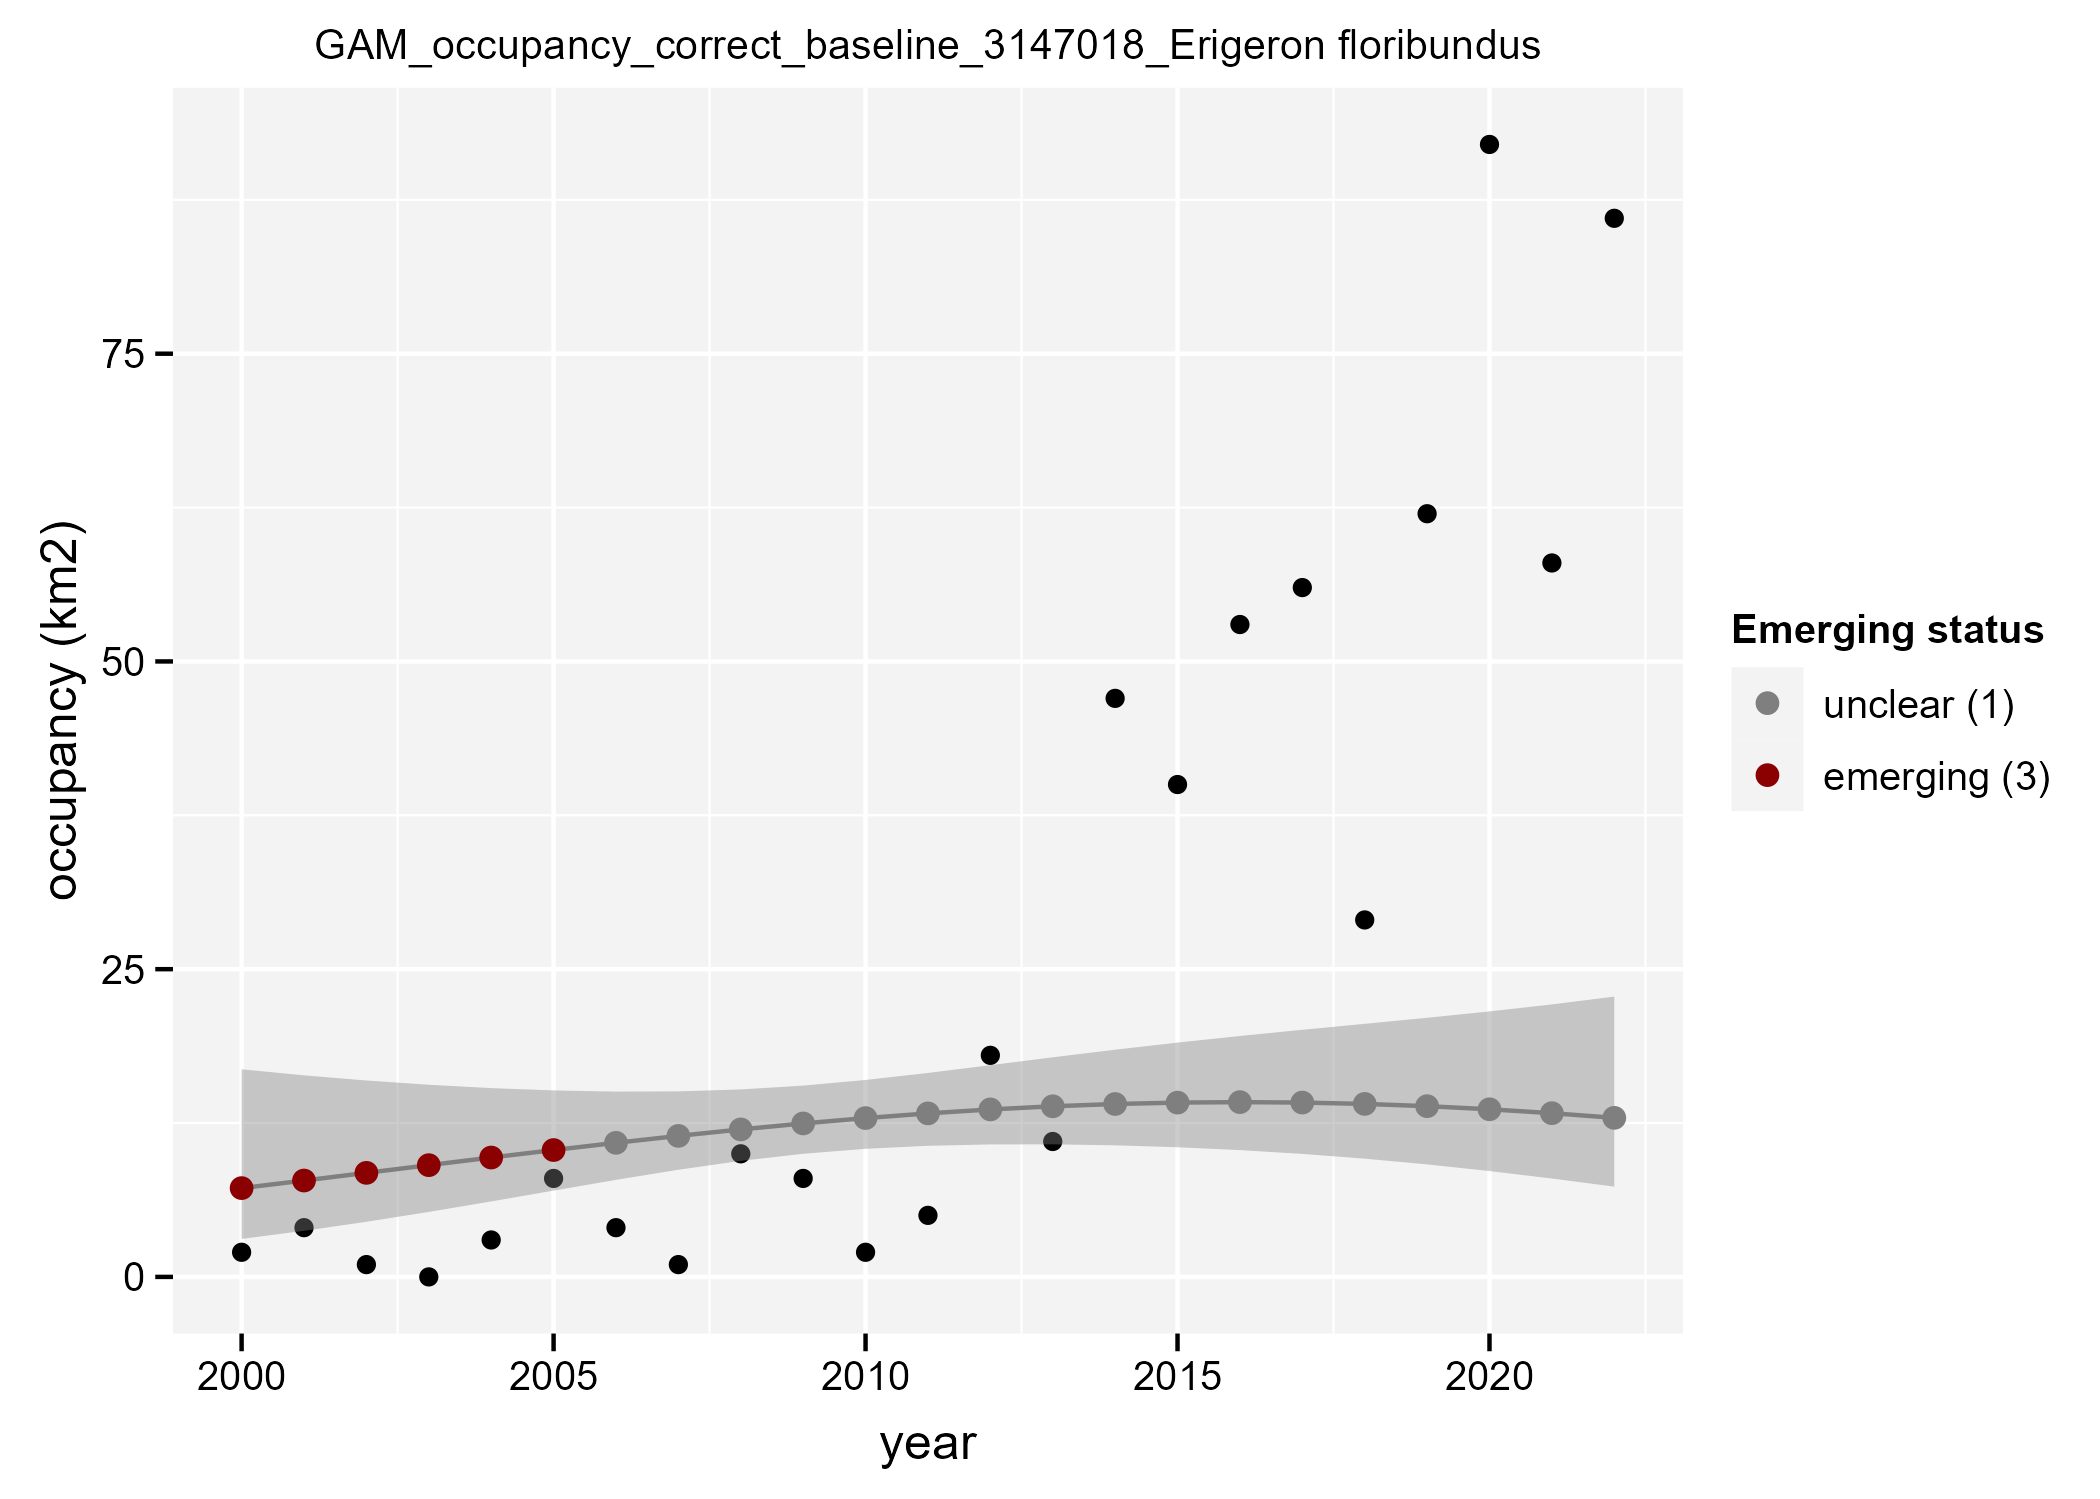 GAM_occupancy_correct_baseline_3147018_Erigeron floribundus
occupancy (km2)
75
50
25
0
2000 2005 2010 2015 2020
year
Emerging status
unclear (1)
emerging (3)